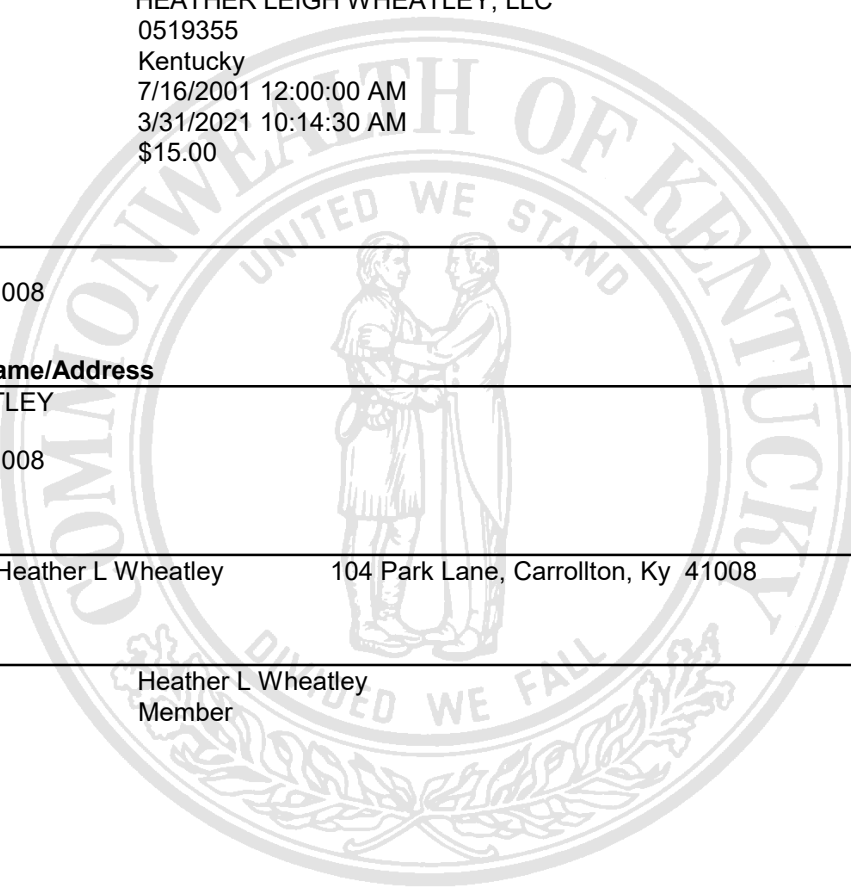 HEATHER LEIGH WHEATLEY, LLC
0519355
Kentucky
7/16/2001 12:00:00 AM
3/31/2021 10:14:30 AM
$15.00
COMMONWEALTH OF KENTUCKY
UNITED WE STAND
008
ame/Address
TLEY
008
Heather L Wheatley 104 Park Lane, Carrollton, Ky 41008
DIVIDED WE FALL
Heather L Wheatley
Member